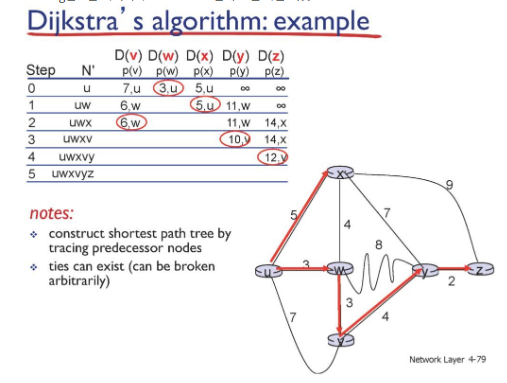 Dijkstra's algorithm: example
D(v) D(w) D(x) D(y) D(z)
Step N' p(v) p(w) p(x) p(y) p(z)
0 u 7,u 3,u 5,u ∞ ∞
1 uw 6,w 5,u 11,w ∞
2 uwx 6,w 11,w 14,x
3 uwxv 10,v 14,x
4 uwxvy 12,y
5 uwxvyz
notes:
construct shortest path tree by
tracing predecessor nodes
ties can exist (can be broken
arbitrarily)
x
9
5
7
4
8
u
3
w
y
z
2
3
4
7
v
Network Layer 4-79